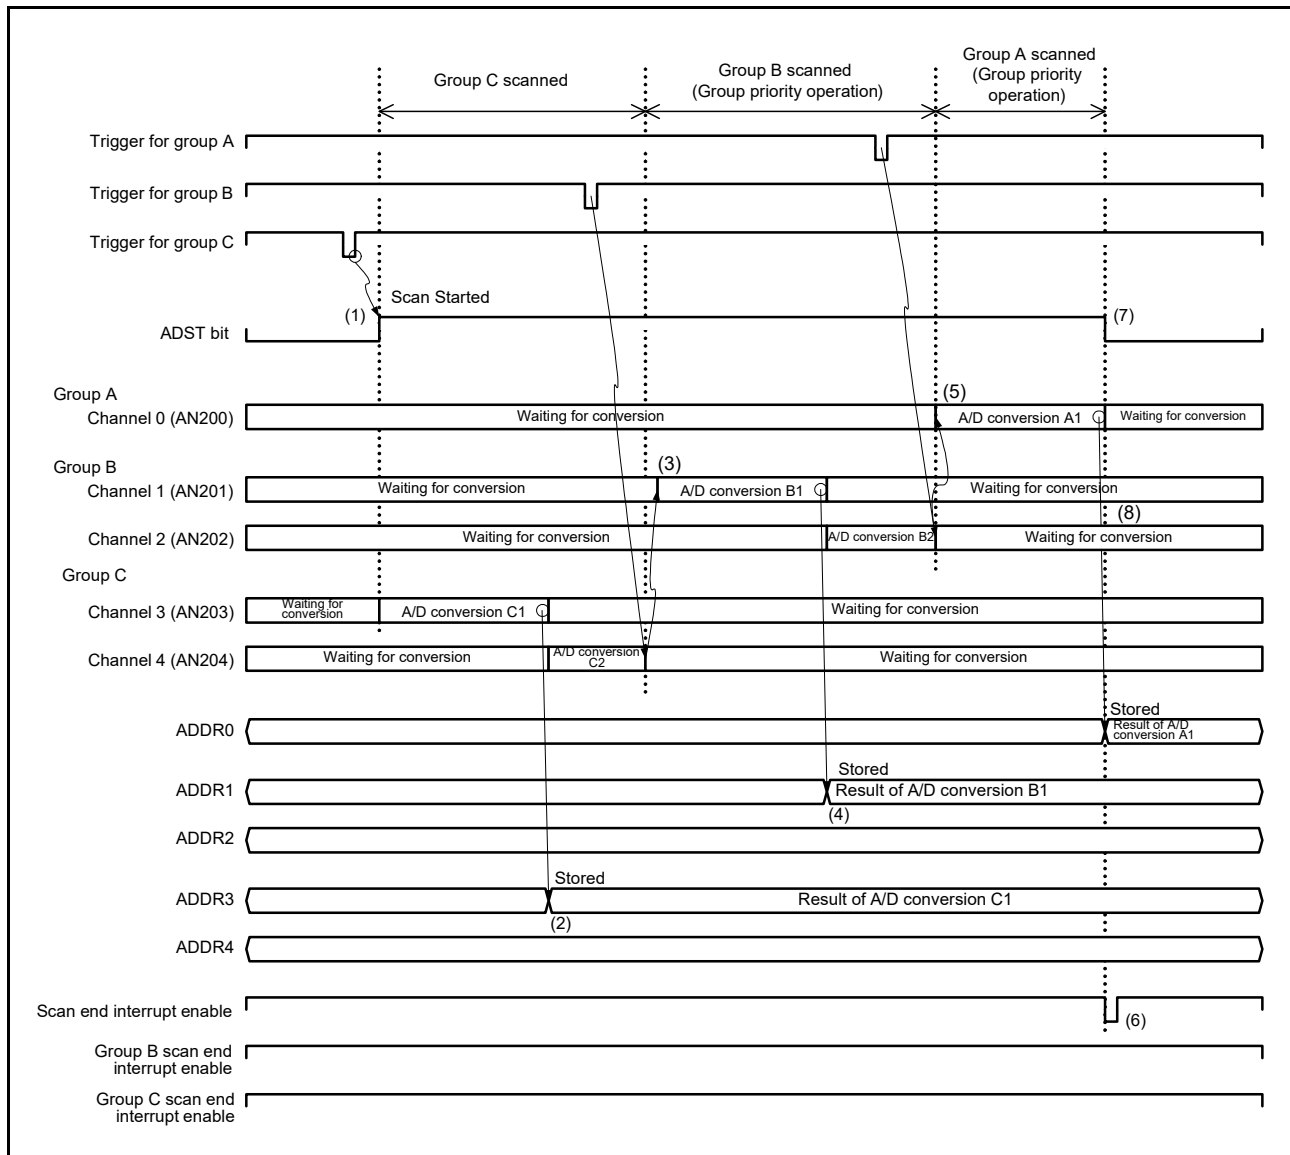 Group C scanned
Group B scanned
(Group priority operation)
Group A scanned
(Group priority
operation)
Trigger for group A
Trigger for group B
Trigger for group C
Scan Started
(1)
(7)
ADST bit
Group A
(5)
Channel 0 (AN200)
Waiting for conversion
A/D conversion A1
Waiting for conversion
Group B
(3)
Channel 1 (AN201)
Waiting for conversion
A/D conversion B1
Waiting for conversion
(8)
Channel 2 (AN202)
Waiting for conversion
A/D conversion B2
Waiting for conversion
Group C
Channel 3 (AN203)
Waiting for
conversion
A/D conversion C1
Waiting for conversion
Channel 4 (AN204)
Waiting for conversion
A/D conversion
C2
Waiting for conversion
Stored
ADDR0
Result of A/D
conversion A1
Stored
ADDR1
Result of A/D conversion B1
(4)
ADDR2
Stored
ADDR3
Result of A/D conversion C1
(2)
ADDR4
Scan end interrupt enable
(6)
Group B scan end
interrupt enable
Group C scan end
interrupt enable